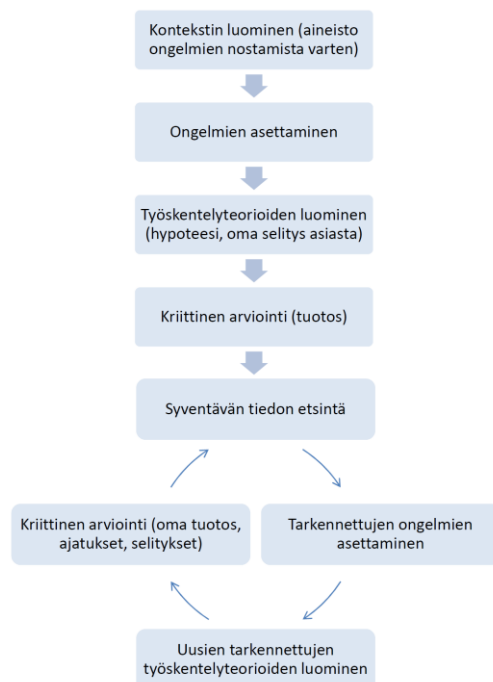 Kontekstin luominen (aineisto
ongelmien nostamista varten)
Ongelmien asettaminen
Työskentelyteorioiden luominen
(hypoteesi, oma selitys asiasta)
Kriittinen arviointi (tuotos)
Syventävän tiedon etsintä
Kriittinen arviointi (oma tuotos,
ajatukset, selitykset)
Tarkennettujen ongelmien
asettaminen
Uusien tarkennettujen
työskentelyteorioiden luominen